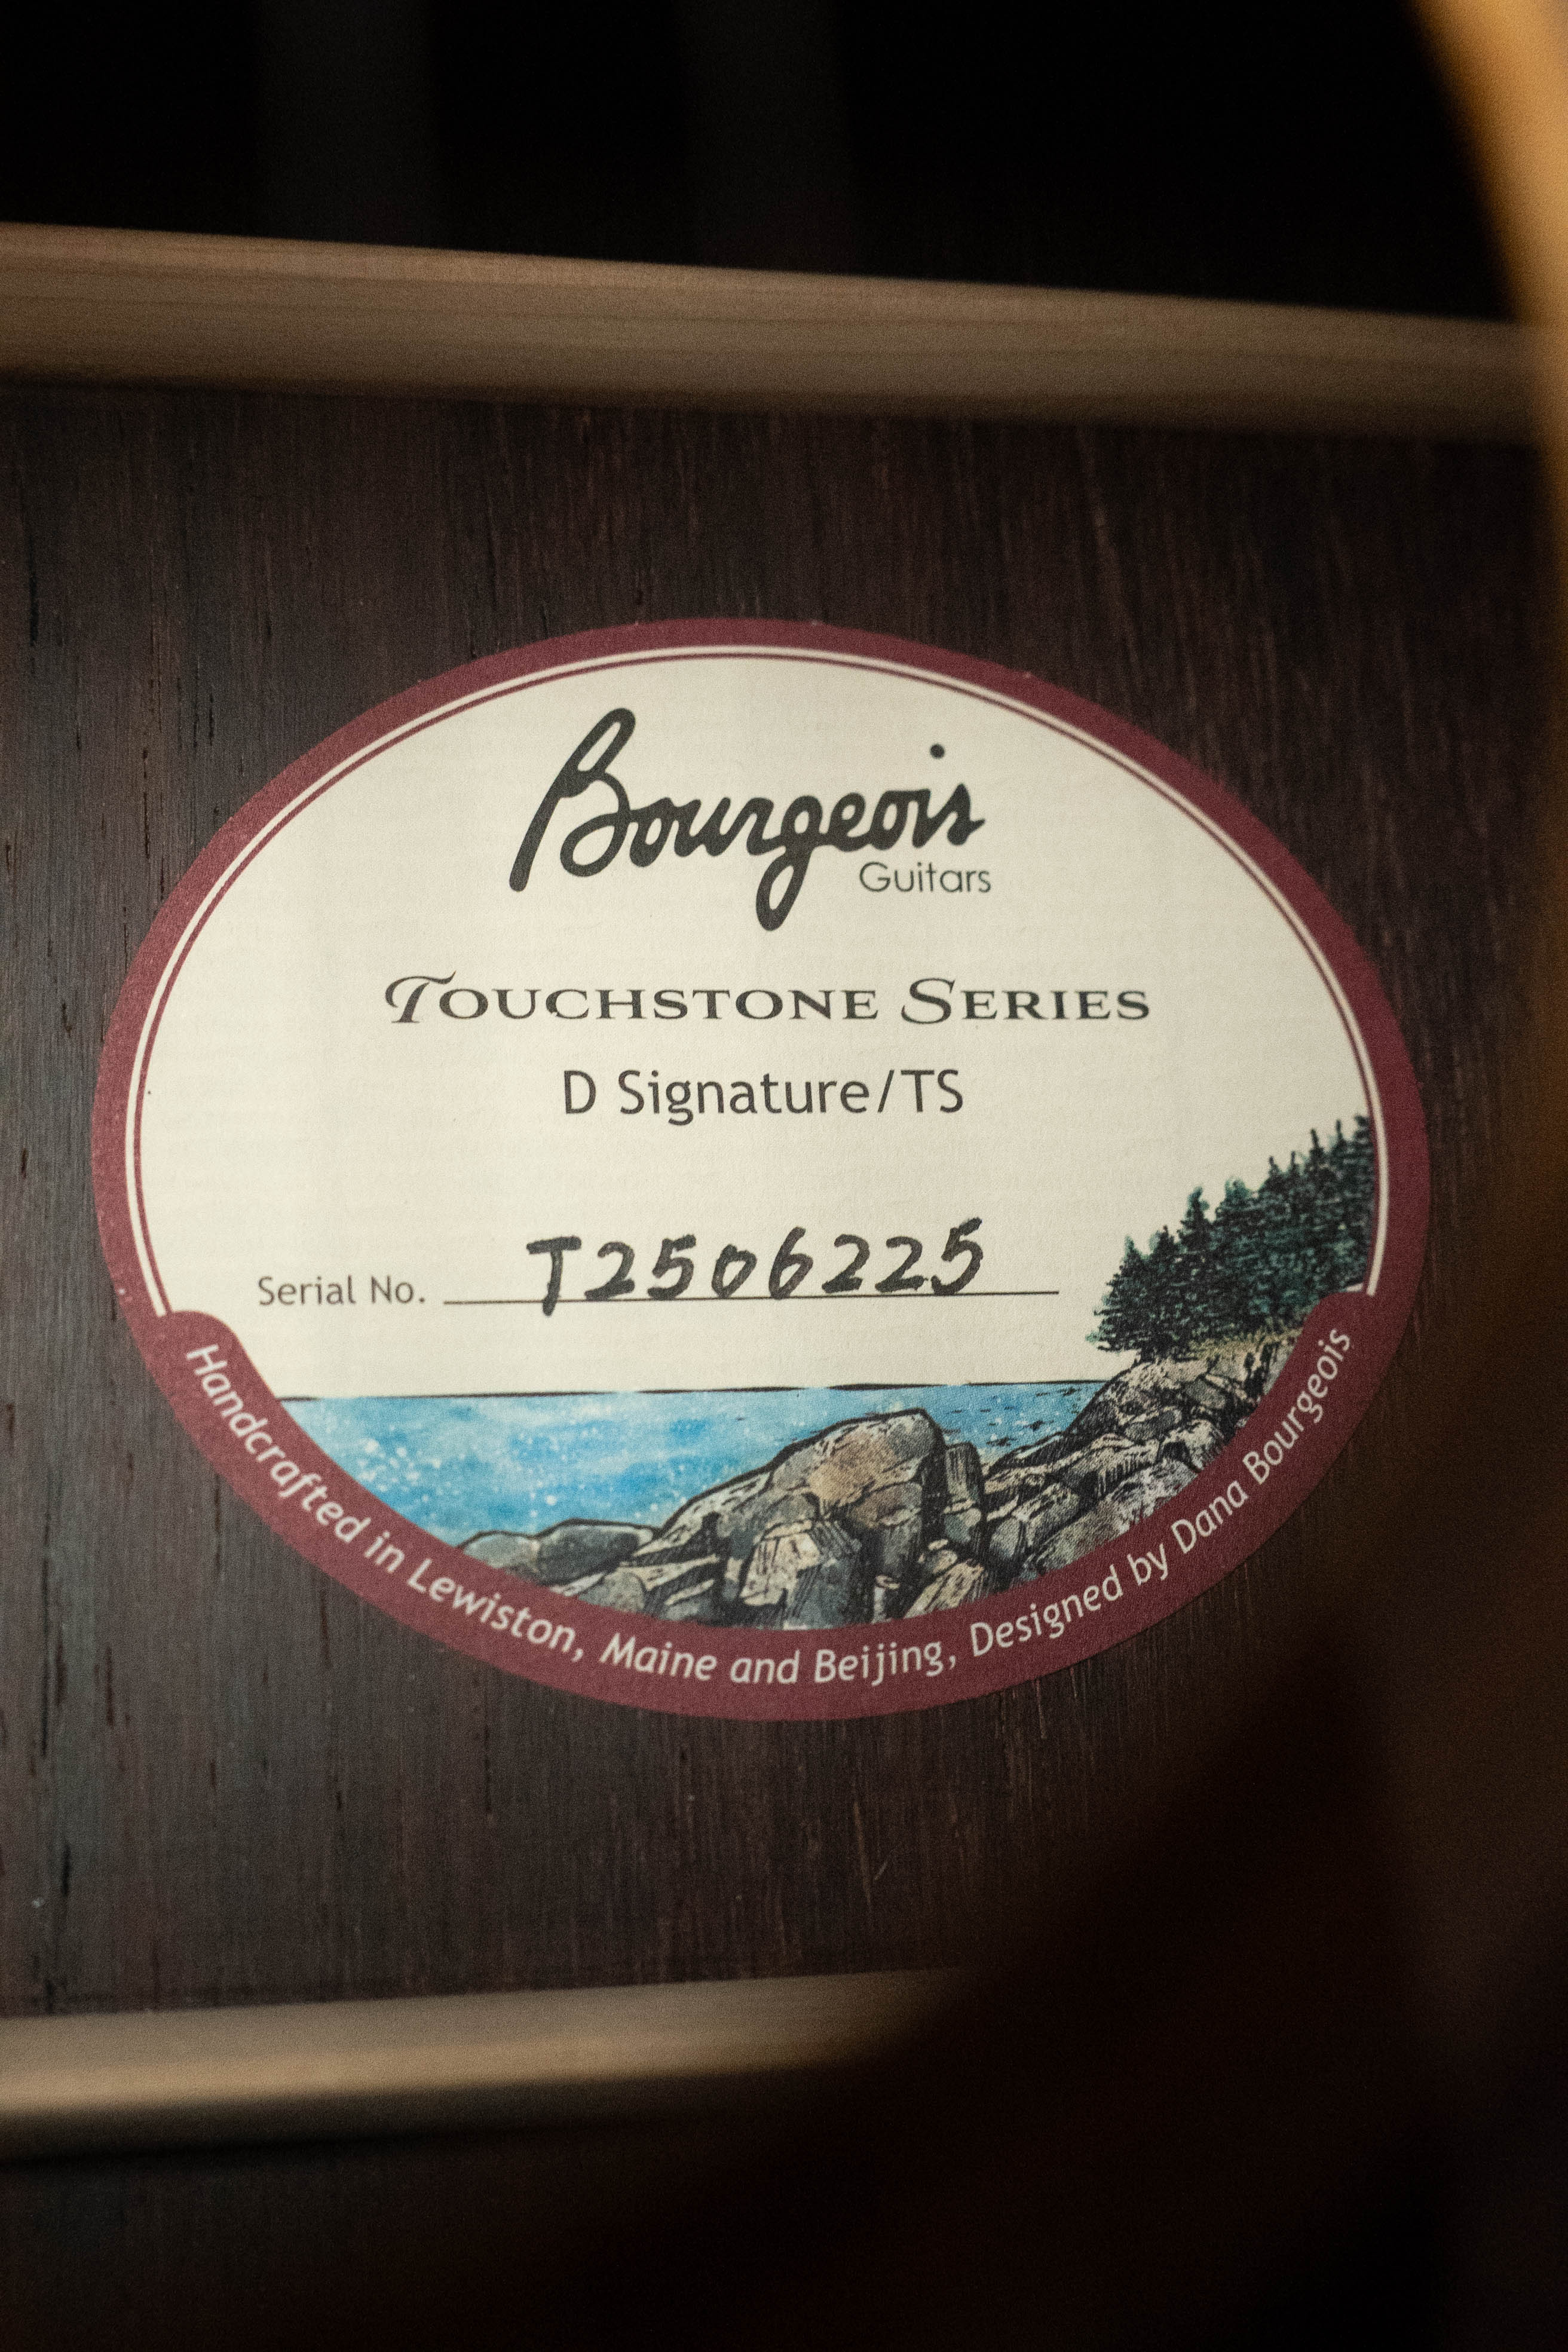 Bourgeois
Guitars
Touchstone Series
D Signature/TS
Serial No. T2506225
Handcrafted in Lewiston, Maine and Beijing, Designed by Dana Bourgeois